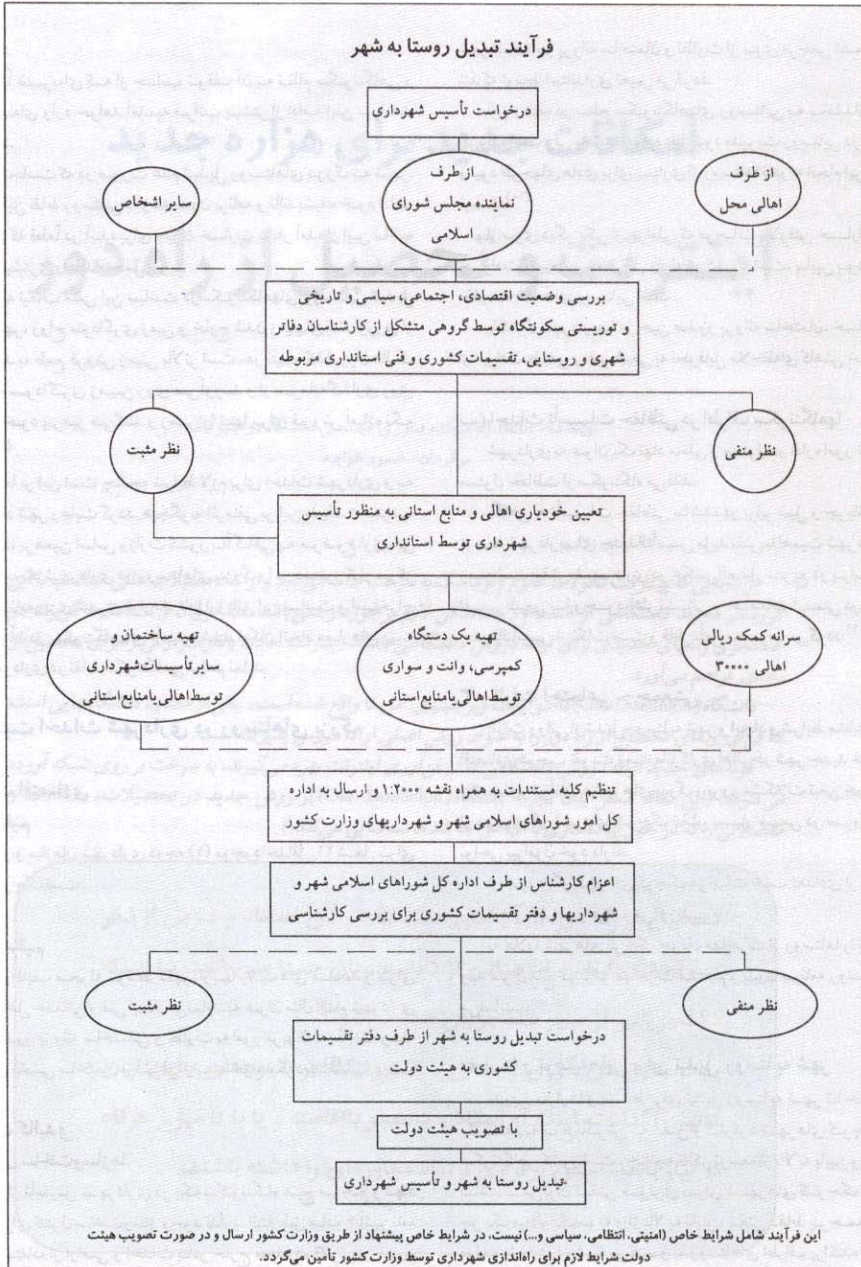 فرآیند تبدیل روستا به شهر
درخواست تأسیس شهرداری
از طرف
اهالی محل
از طرف
نماینده مجلس شورای
اسلامی
سایر اشخاص
بررسی وضعیت اقتصادی، اجتماعی، سیاسی و تاریخی
و توریستی سکونتگاه توسط گروهی متشکل از کارشناسان دفاتر
شهری و روستایی، تقسیمات کشوری و فنی استانداری مربوطه
نظر منفی
نظر مثبت
تعیین خودیاری اهالی و منابع استانی به منظور تأسیس
شهرداری توسط استانداری
سرانه کمک ریالی
اهالی ۳۰۰۰۰
تهیه یک دستگاه
کمپرسی، وانت و سواری
توسط اهالی یا منابع استانی
تهیه ساختمان و
سایر تأسیسات شهرداری
توسط اهالی یا منابع استانی
تنظیم کلیه مستندات به همراه نقشه ۱:۲۰۰۰ و ارسال به اداره
کل امور شوراهای اسلامی شهر و شهرداریهای وزارت کشور
اعزام کارشناس از طرف اداره کل شوراهای اسلامی شهر و
شهرداریها و دفتر تقسیمات کشوری برای بررسی کارشناسی
نظر منفی
نظر مثبت
درخواست تبدیل روستا به شهر از طرف دفتر تقسیمات
کشوری به هیئت دولت
با تصویب هیئت دولت
تبدیل روستا به شهر و تأسیس شهرداری
این فرآیند شامل شرایط خاص (امنیتی، انتظامی، سیاسی و...) نیست، در شرایط خاص پیشنهاد از طریق وزارت کشور ارسال و در صورت تصویب هیئت
دولت شرایط لازم برای راه‌اندازی شهرداری توسط وزارت کشور تأمین می‌گردد.